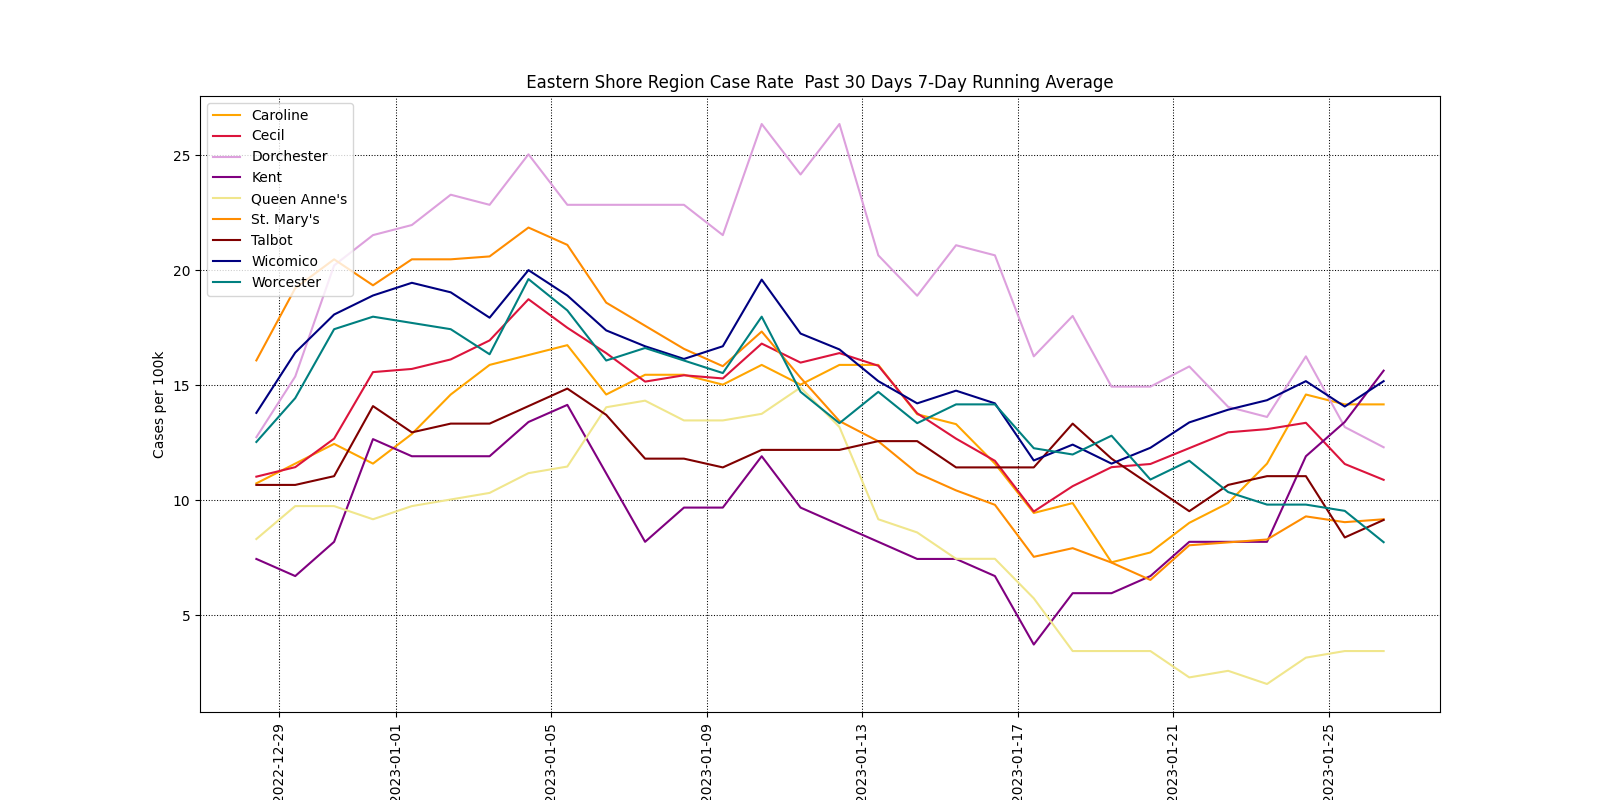 Eastern Shore Region Case Rate  Past 30 Days 7-Day Running Average
Caroline
Cecil
Dorchester
Kent
Queen Anne's
St. Mary's
Talbot
Wicomico
Worcester
Cases per 100k
25
20
15
10
5
2022-12-29
2023-01-01
2023-01-05
2023-01-09
2023-01-13
2023-01-17
2023-01-21
2023-01-25